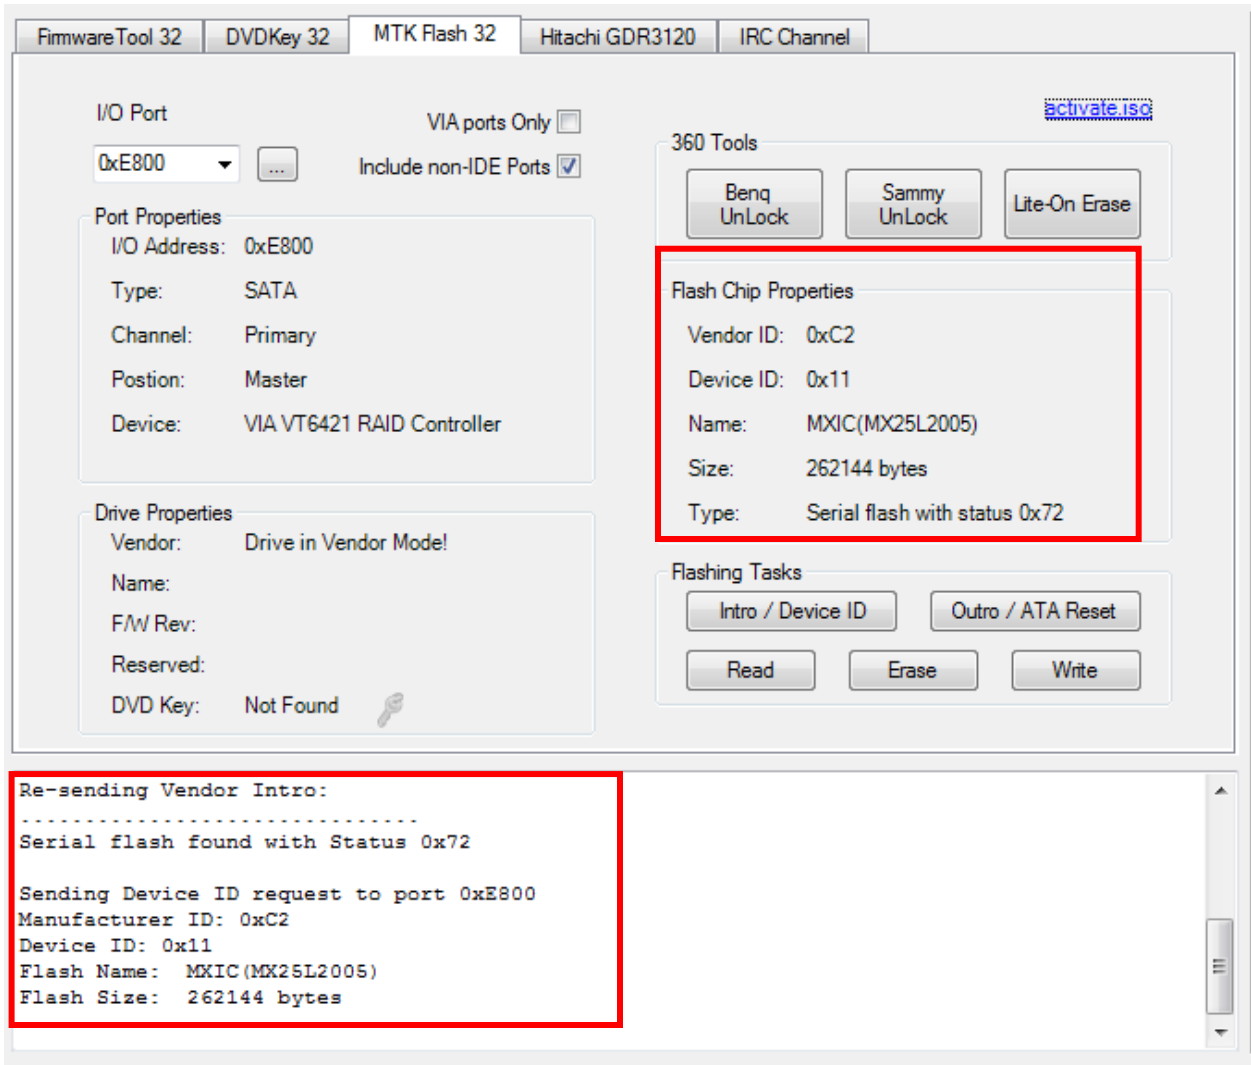 FirmwareTool 32
DVDKey 32
MTK Flash 32
Hitachi GDR3120
IRC Channel
I/O Port
VIA ports Only
activate.iso
0xE800
...
Include non-IDE Ports
Port Properties
I/O Address: 0xE800
Type: SATA
Channel: Primary
Postion: Master
Device: VIA VT6421 RAID Controller
Drive Properties
Vendor: Drive in Vendor Mode!
Name:
F/W Rev:
Reserved:
DVD Key: Not Found
360 Tools
Benq
UnLock
Sammy
UnLock
Lite-On Erase
Flash Chip Properties
Vendor ID: 0xC2
Device ID: 0x11
Name: MXIC(MX25L2005)
Size: 262144 bytes
Type: Serial flash with status 0x72
Flashing Tasks
Intro / Device ID
Outro / ATA Reset
Read
Erase
Write
Re-sending Vendor Intro:
...............................
Serial flash found with Status 0x72
Sending Device ID request to port 0xE800
Manufacturer ID: 0xC2
Device ID: 0x11
Flash Name: MXIC(MX25L2005)
Flash Size: 262144 bytes